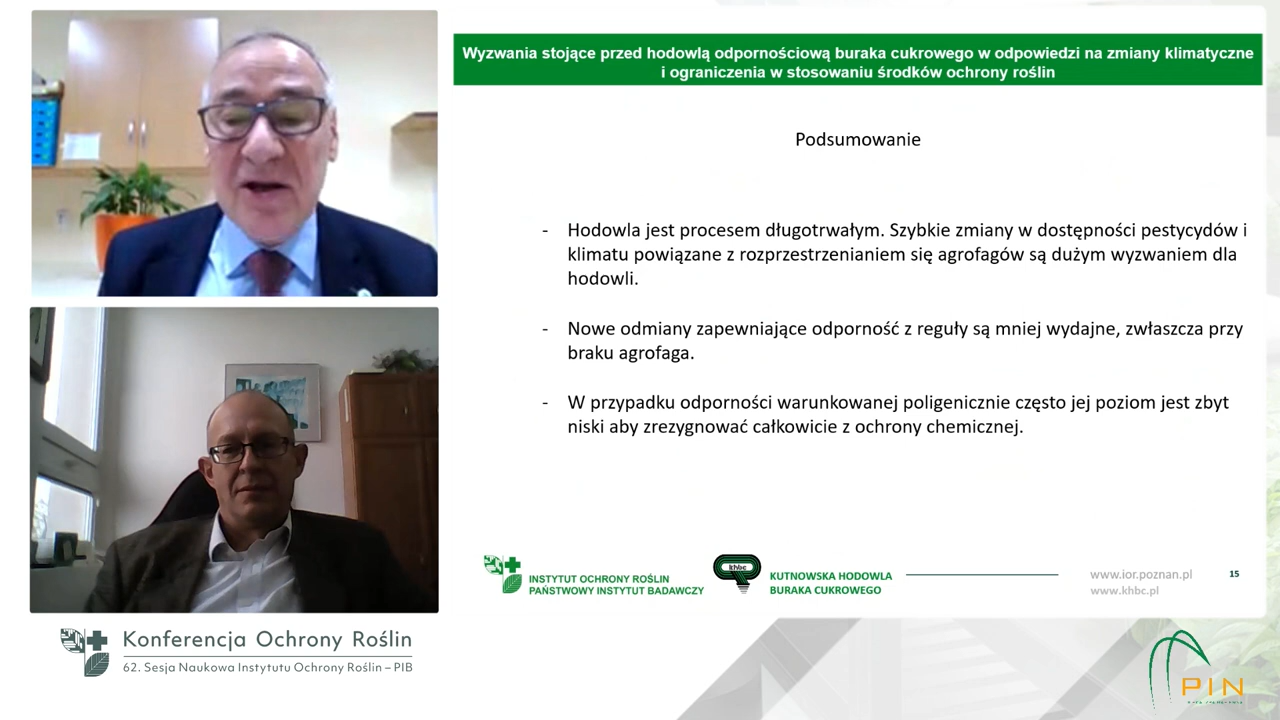 Wyzwania stojące przed hodowlą odpornościową buraka cukrowego w odpowiedzi na zmiany klimatyczne
i ograniczenia w stosowaniu środków ochrony roślin
Podsumowanie
- Hodowla jest procesem długotrwałym. Szybkie zmiany w dostępności pestycydów i
klimatu powiązane z rozprzestrzenianiem się agrofagów są dużym wyzwaniem dla
hodowli.
- Nowe odmiany zapewniające odporność z reguły są mniej wydajne, zwłaszcza przy
braku agrofaga.
- W przypadku odporności warunkowanej poligenicznie często jej poziom jest zbyt
niski aby zrezygnować całkowicie z ochrony chemicznej.
INSTYTUT OCHRONY ROŚLIN
PAŃSTWOWY INSTYTUT BADAWCZY
khbc
KUTNOWSKA HODOWLA
BURAKA CUKROWEGO
www.ior.poznan.pl
www.khbc.pl
15
Konferencja Ochrony Roślin
62. Sesja Naukowa Instytutu Ochrony Roślin – PIB
PIN